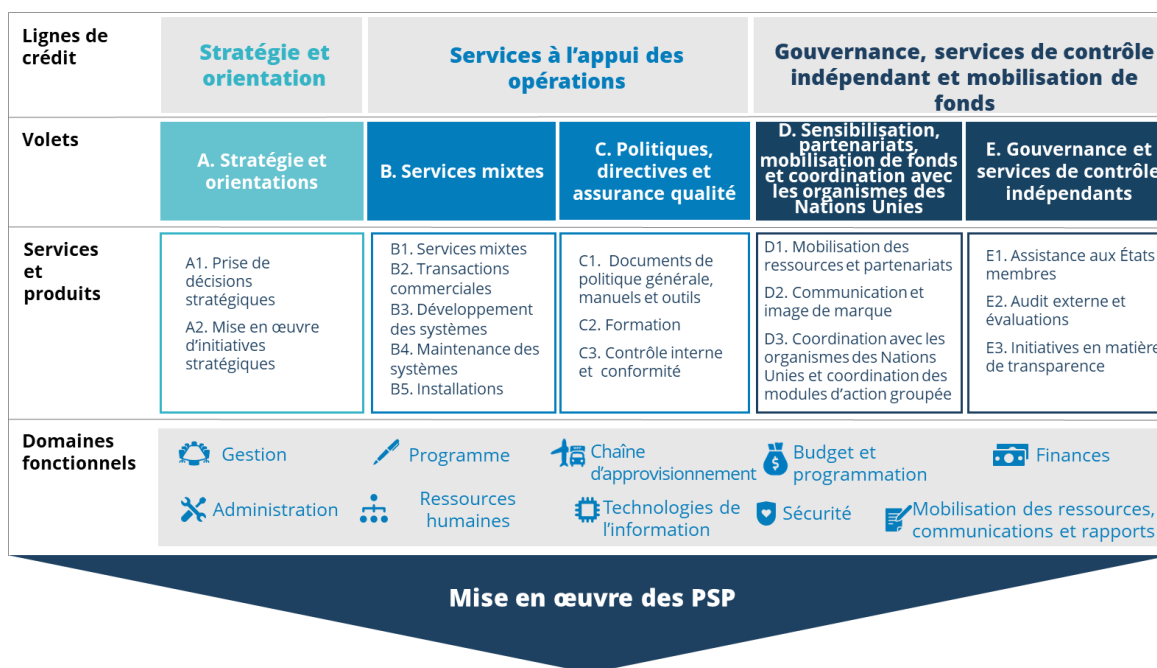 Lignes de
crédit
Stratégie et
orientation
Services à l’appui des
opérations
Gouvernance, services de contrôle
indépendant et mobilisation de
fonds
Volets
A. Stratégie et
orientations
B. Services mixtes
C. Politiques,
directives et
assurance qualité
D. Sensibilisation,
partenariats,
mobilisation de fonds
et coordination avec
les organismes des
Nations Unies
E. Gouvernance et
services de contrôle
indépendants
Services
et
produits
A1. Prise de
décisions
stratégiques
A2. Mise en œuvre
d’initiatives
stratégiques
B1. Services mixtes
B2. Transactions
commerciales
B3. Développement
des systèmes
B4. Maintenance des
systèmes
B5. Installations
C1. Documents de
politique générale,
manuels et outils
C2. Formation
C3. Contrôle interne
et conformité
D1. Mobilisation des
ressources et partenariats
D2. Communication et
image de marque
D3. Coordination avec les
organismes des Nations
Unies et coordination des
modules d’action groupée
E1. Assistance aux États
membres
E2. Audit externe et
évaluations
E3. Initiatives en matière
de transparence
Domaines
fonctionnels
Gestion
Programme
Chaîne
d’approvisionnement
Budget et
programmation
Finances
Administration
Ressources
humaines
Technologies de
l’information
Sécurité
Mobilisation des ressources,
communications et rapports
Mise en œuvre des PSP